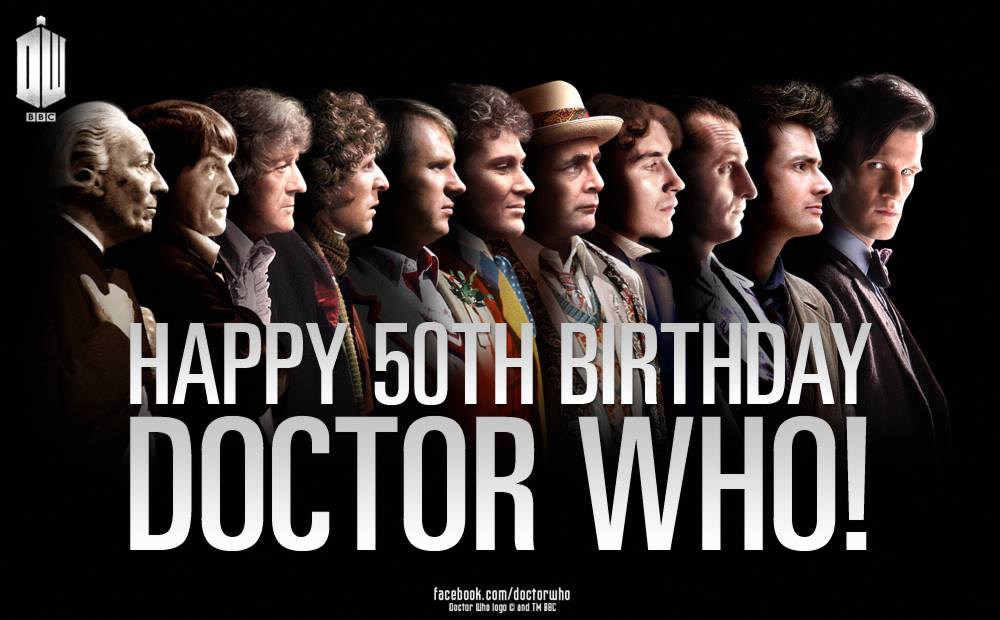 DW
BBC
HAPPY 50TH BIRTHDAY
DOCTOR WHO!
facebook.com/doctorwho
Doctor Who logo © and TM BBC